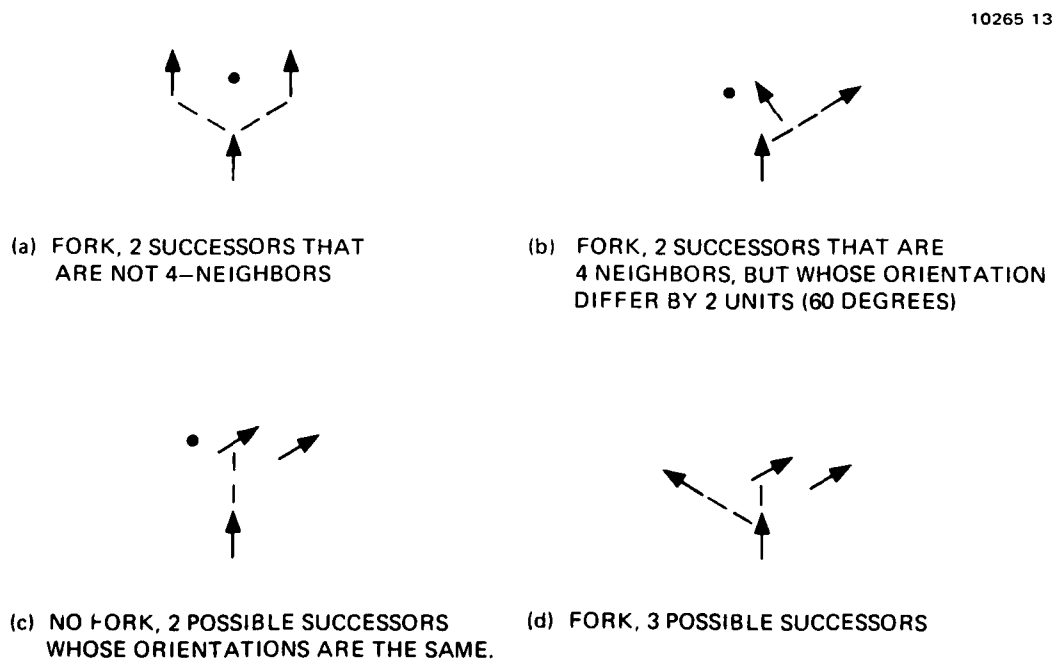 10265 13
(a) FORK, 2 SUCCESSORS THAT
ARE NOT 4–NEIGHBORS
(b) FORK, 2 SUCCESSORS THAT ARE
4 NEIGHBORS, BUT WHOSE ORIENTATION
DIFFER BY 2 UNITS (60 DEGREES)
(c) NO FORK, 2 POSSIBLE SUCCESSORS
WHOSE ORIENTATIONS ARE THE SAME.
(d) FORK, 3 POSSIBLE SUCCESSORS